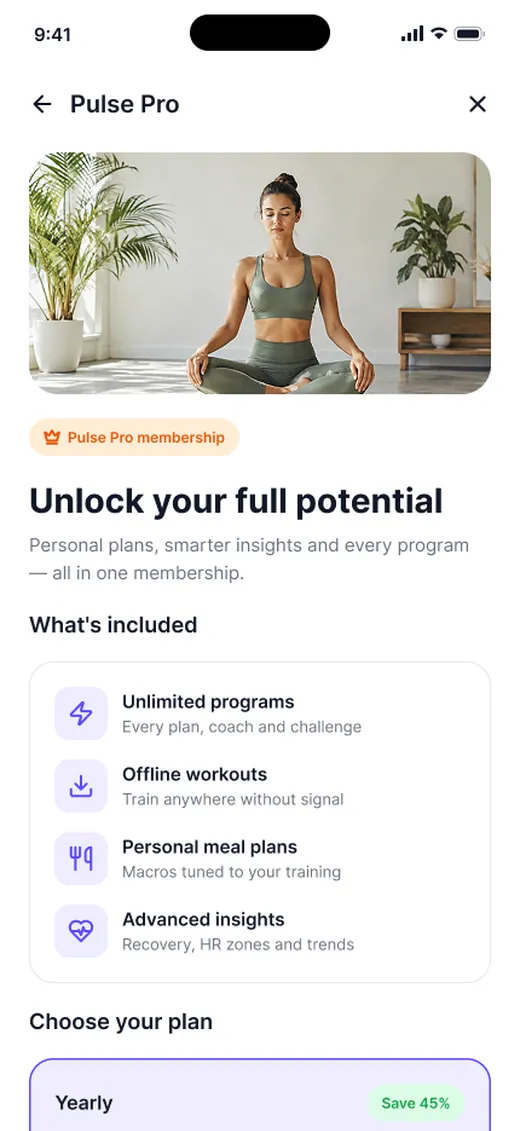 9:41
Pulse Pro
Pulse Pro membership
Unlock your full potential
Personal plans, smarter insights and every program
— all in one membership.
What's included
Unlimited programs
Every plan, coach and challenge
Offline workouts
Train anywhere without signal
Personal meal plans
Macros tuned to your training
Advanced insights
Recovery, HR zones and trends
Choose your plan
Yearly
Save 45%